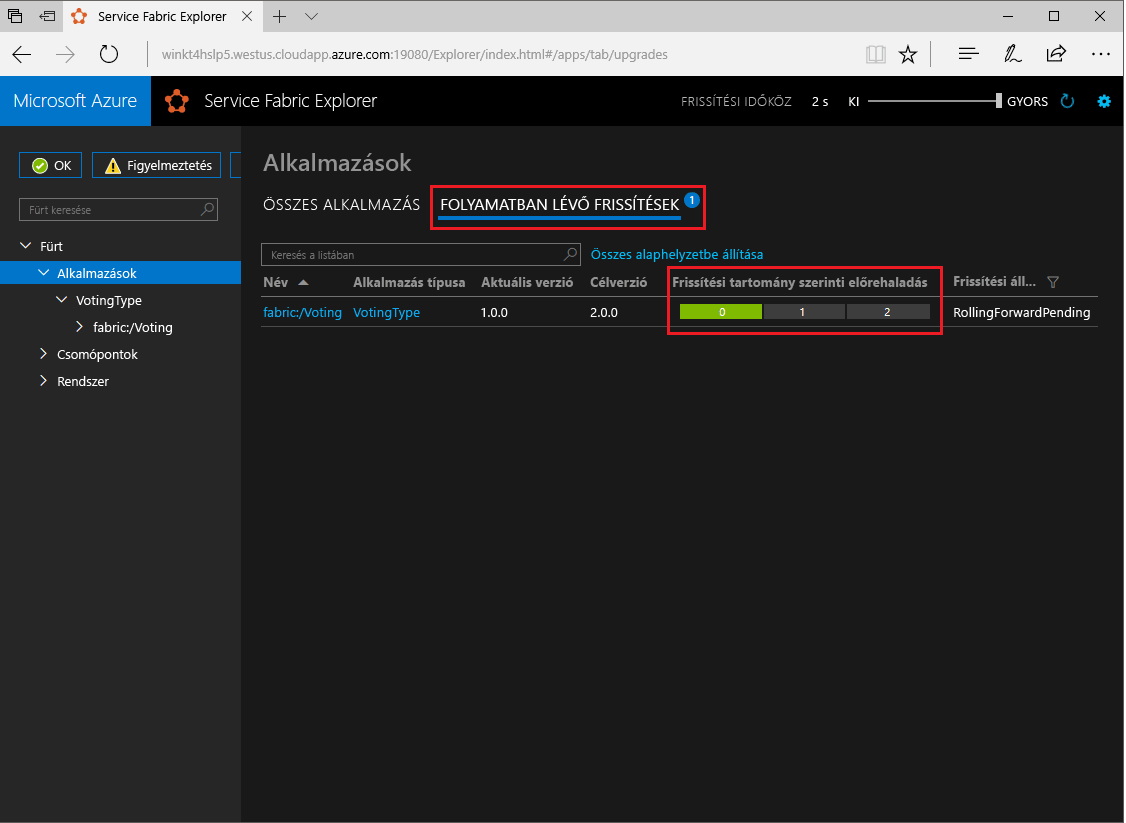 Service Fabric Explorer
winkt4hslp5.westus.cloudapp.azure.com:19080/Explorer/index.html#/apps/tab/upgrades
Microsoft Azure Service Fabric Explorer FRISSÍTÉSI IDŐKÖZ 2 s KI GYORS
OK Figyelmeztetés
Fürt keresése
Fürt
Alkalmazások
VotingType
fabric:/Voting
Csomópontok
Rendszer
Alkalmazások
ÖSSZES ALKALMAZÁS FOLYAMATBAN LÉVŐ FRISSÍTÉSEK 1
Keresés a listában Összes alaphelyzetbe állítása
Név Alkalmazás típusa Aktuális verzió Célverzió Frissítési tartomány szerinti előrehaladás Frissítési áll...
fabric:/Voting VotingType 1.0.0 2.0.0 0 1 2 RollingForwardPending